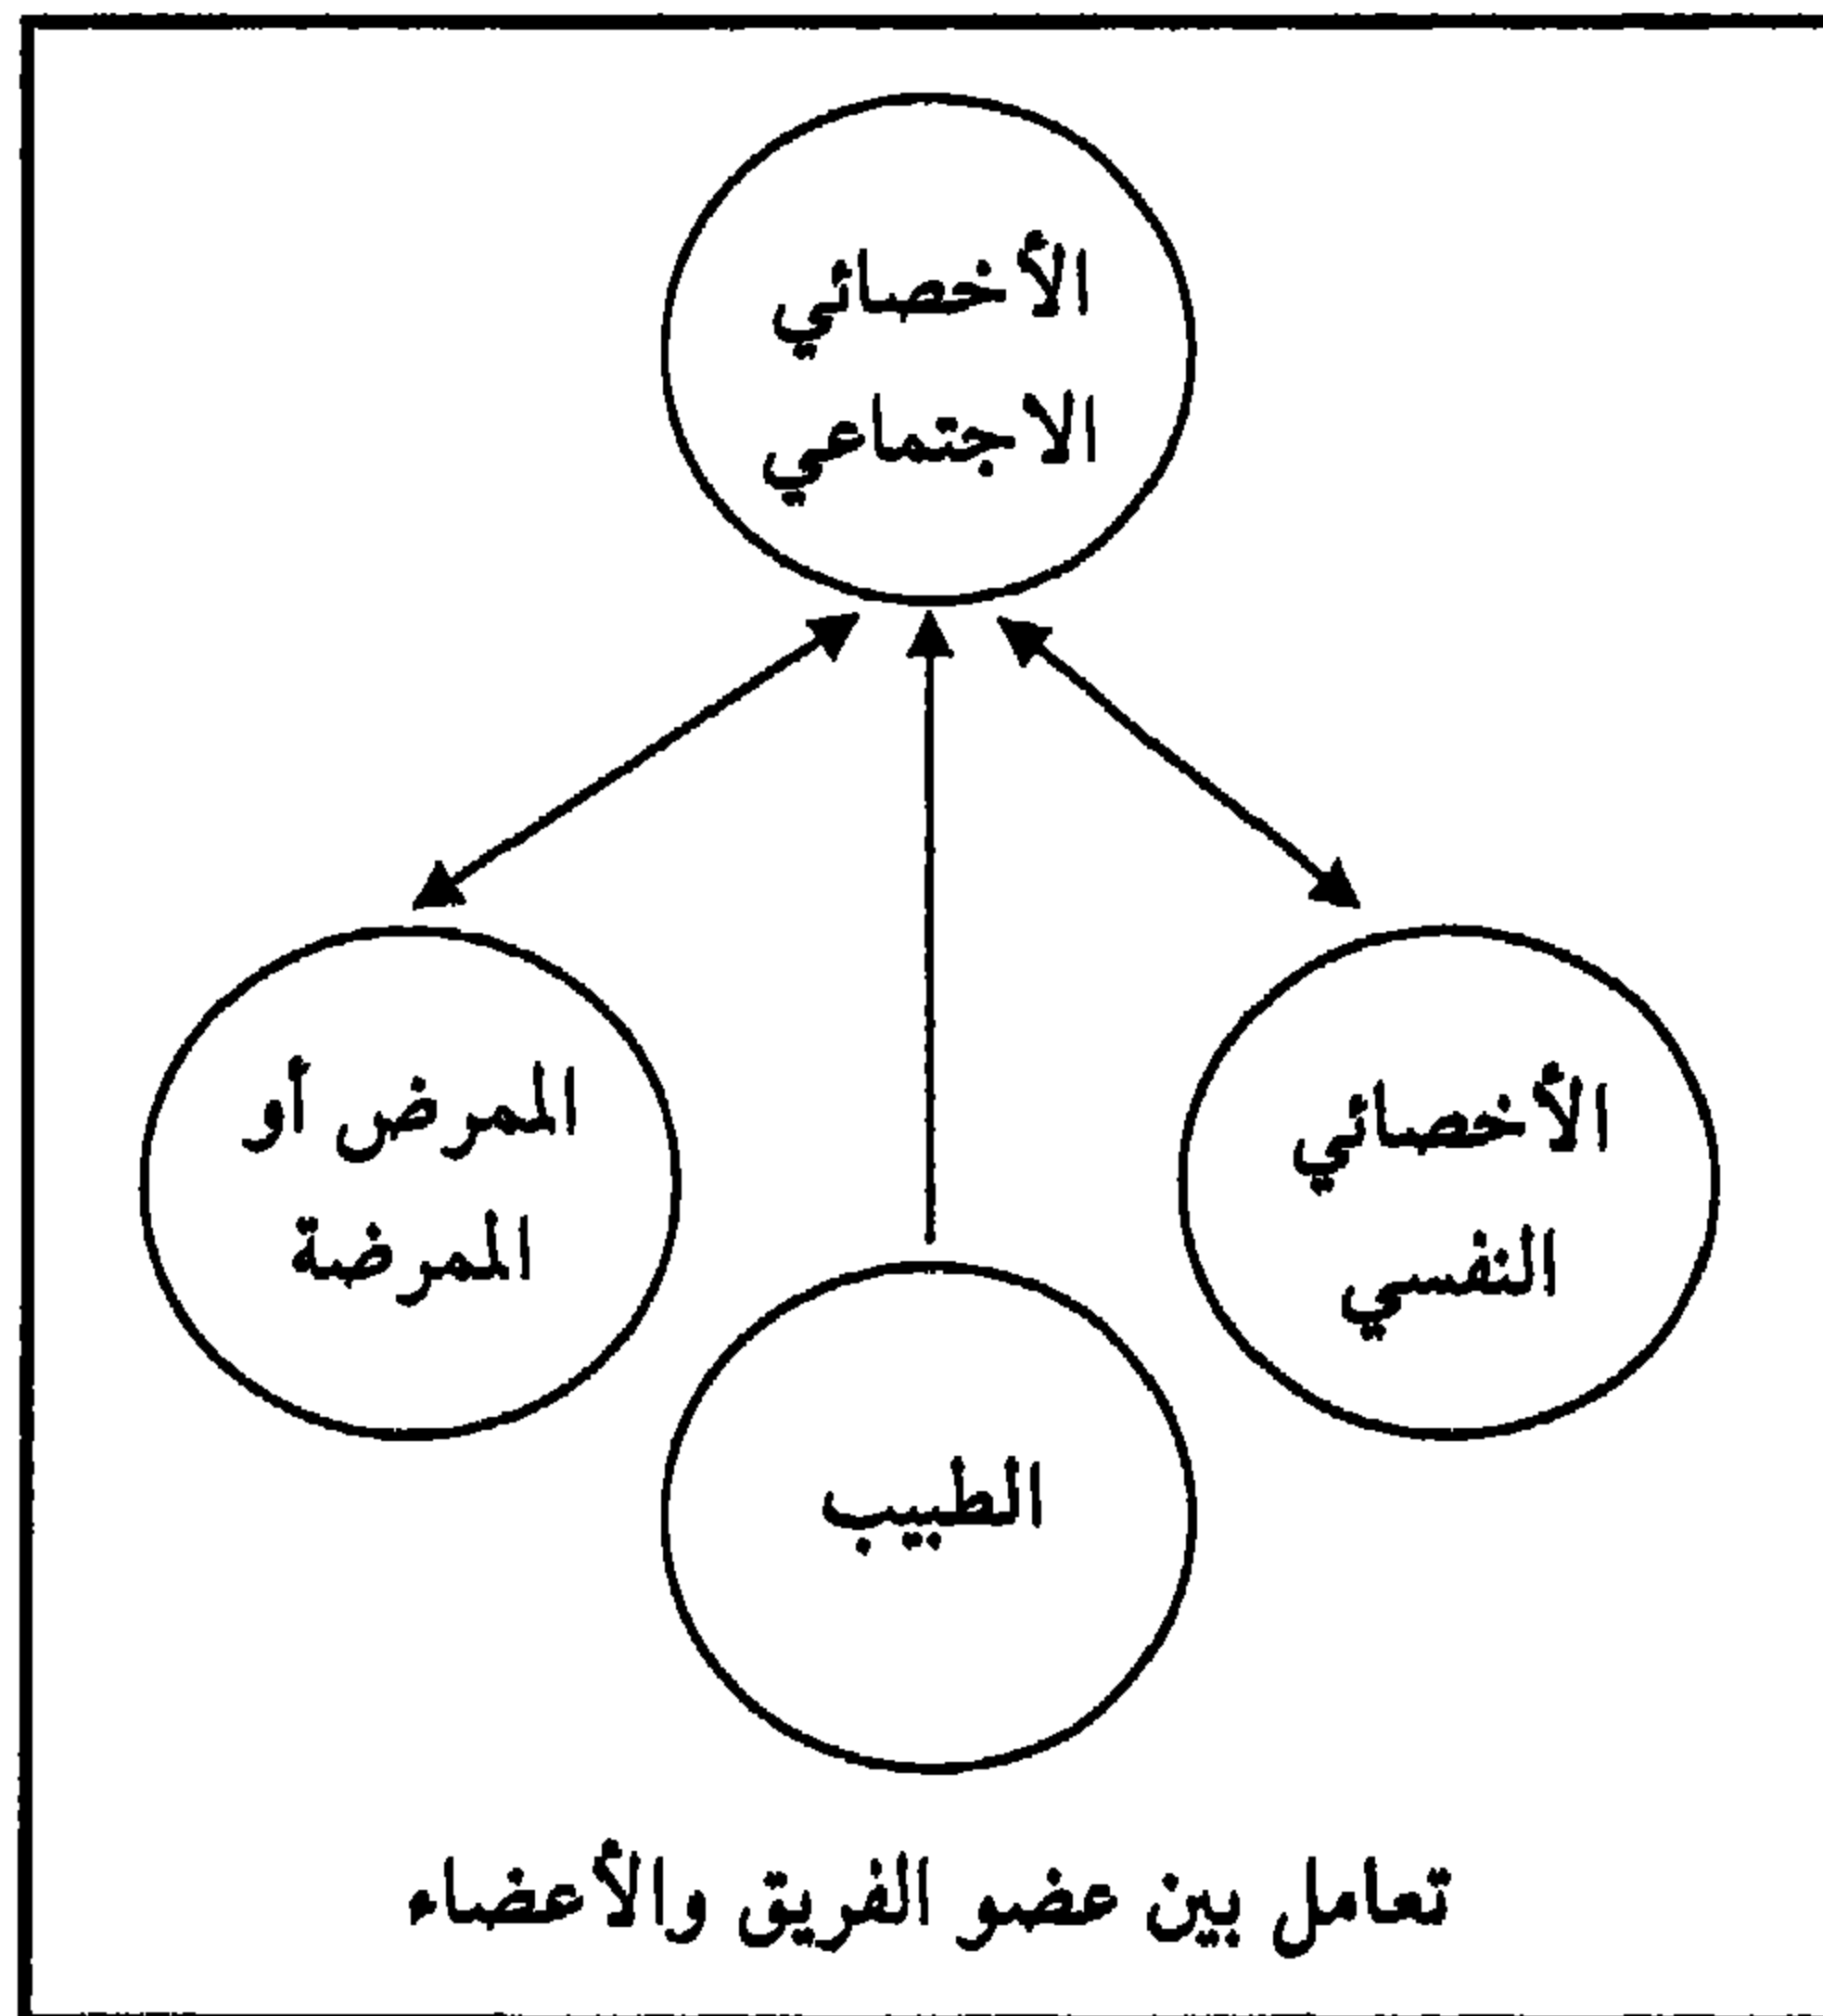 الأخصائي
الاجتماعي
الأخصائي
النفسي
الممرض أو
الممرضة
الطبيب
تعامل بين عضو الفريق والأعضاء